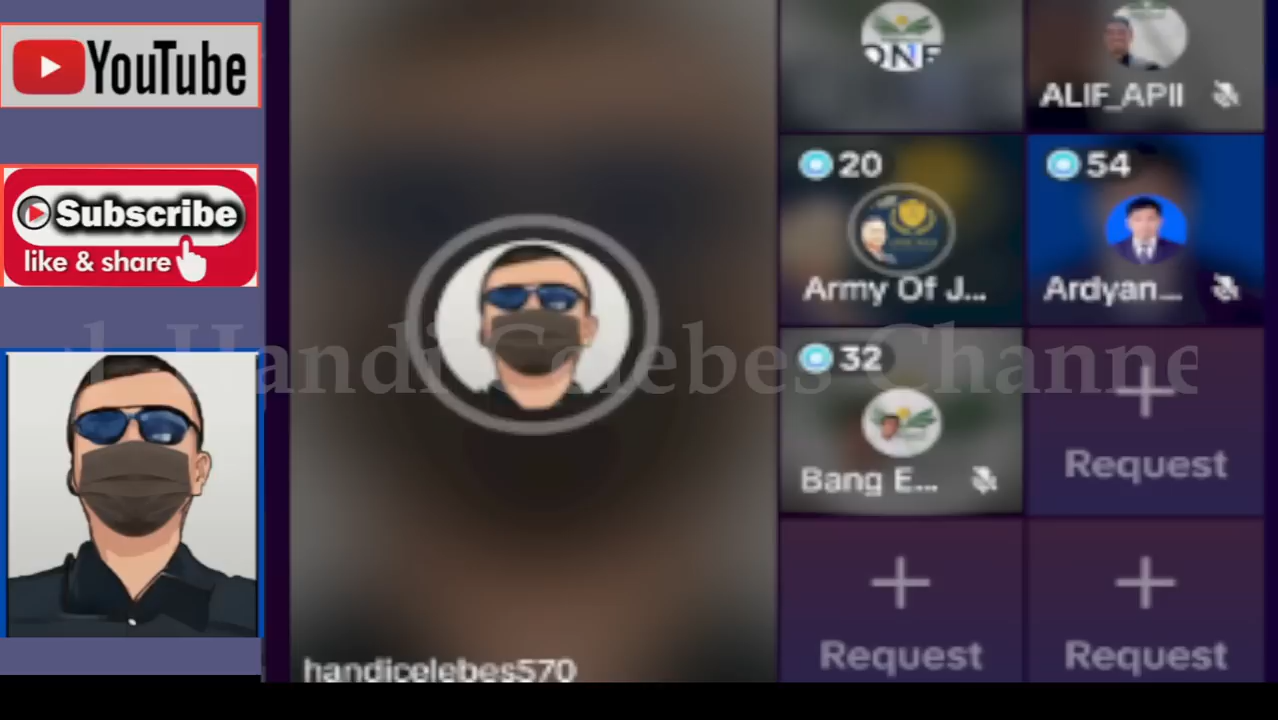 YouTube
Subscribe
like & share
Handi Celebes Channe
handicelebes570
ONE
ALIF_APII
20
Army Of J...
54
Ardyan...
32
Bang E...
Request
Request
Request